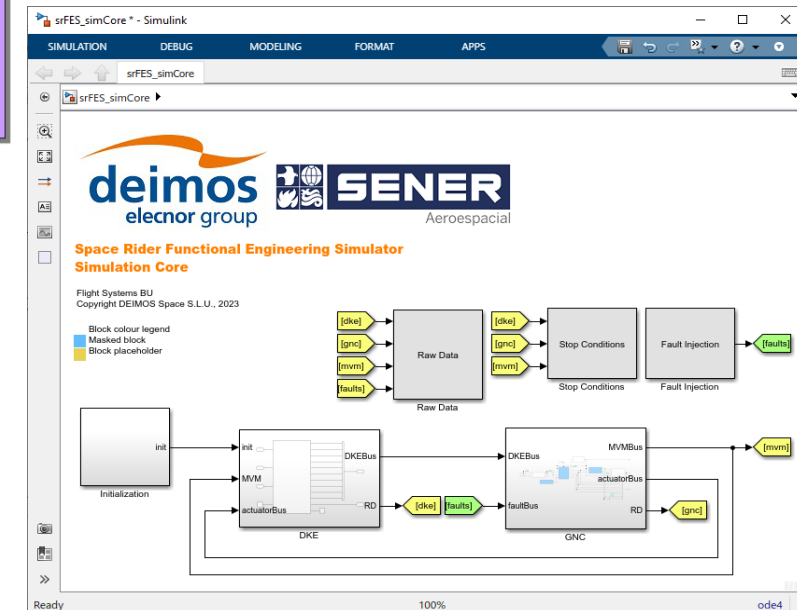 srFES_simCore * - Simulink
SIMULATION DEBUG MODELING FORMAT APPS
srFES_simCore
srFES_simCore
deimos
elecnor group
SENER
Aeroespacial
Space Rider Functional Engineering Simulator
Simulation Core
Flight Systems BU
Copyright DEIMOS Space S.L.U., 2023
Block colour legend
Masked block
Block placeholder
[dke]
[gnc]
[mvm]
[faults]
Raw Data
Raw Data
[dke]
[gnc]
[mvm]
Stop Conditions
Stop Conditions
Fault Injection
Fault Injection
[faults]
init
Initialization
init
MVM
actuatorBus
DKEBus
RD
DKE
[dke]
[faults]
DKEBus
faultBus
MVMBus
actuatorBus
RD
GNC
[mvm]
[gnc]
Ready 100% ode4